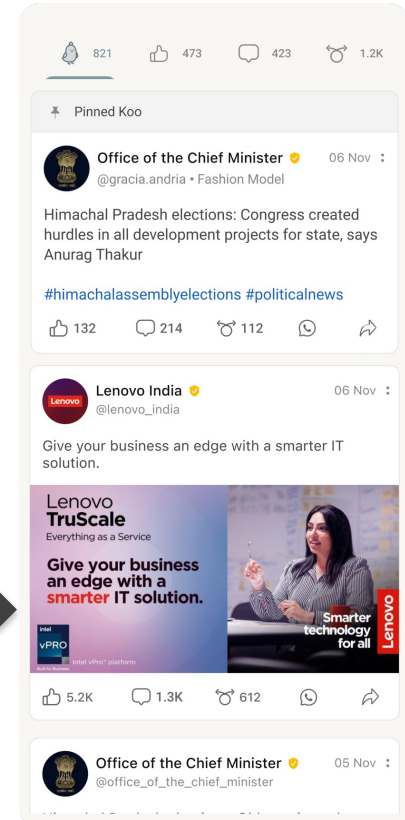 821 473 423 1.2K
Pinned Koo
Office of the Chief Minister 06 Nov
@gracia.andria • Fashion Model
Himachal Pradesh elections: Congress created
hurdles in all development projects for state, says
Anurag Thakur
#himachalassemblyelections #politicalnews
132 214 112
Lenovo
Lenovo India 06 Nov
@lenovo_india
Give your business an edge with a smarter IT
solution.
Lenovo
TruScale
Everything as a Service
Give your business
an edge with a
smarter IT solution.
intel
vPRO
Built for Business
Intel vPro® platform
Smarter
technology
for all
Lenovo
5.2K 1.3K 612
Office of the Chief Minister 05 Nov
@office_of_the_chief_minister